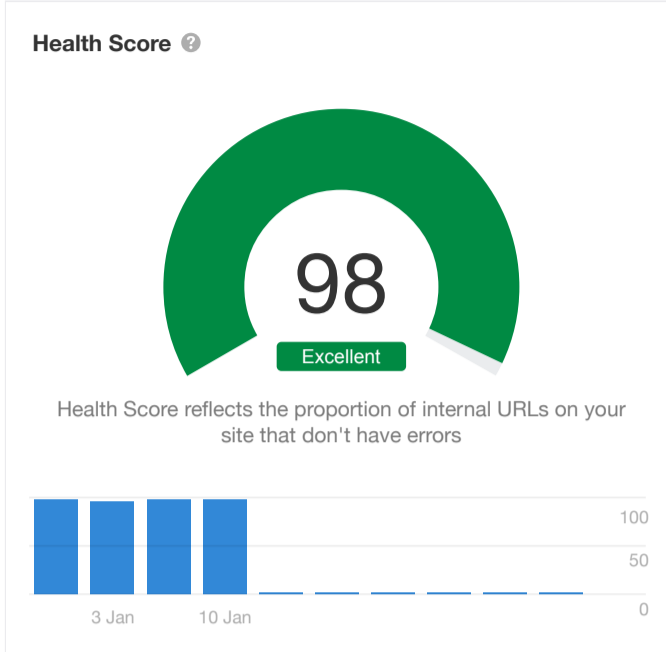 Health Score ?
98
Excellent
Health Score reflects the proportion of internal URLs on your
site that don't have errors
100
50
0
3 Jan 10 Jan